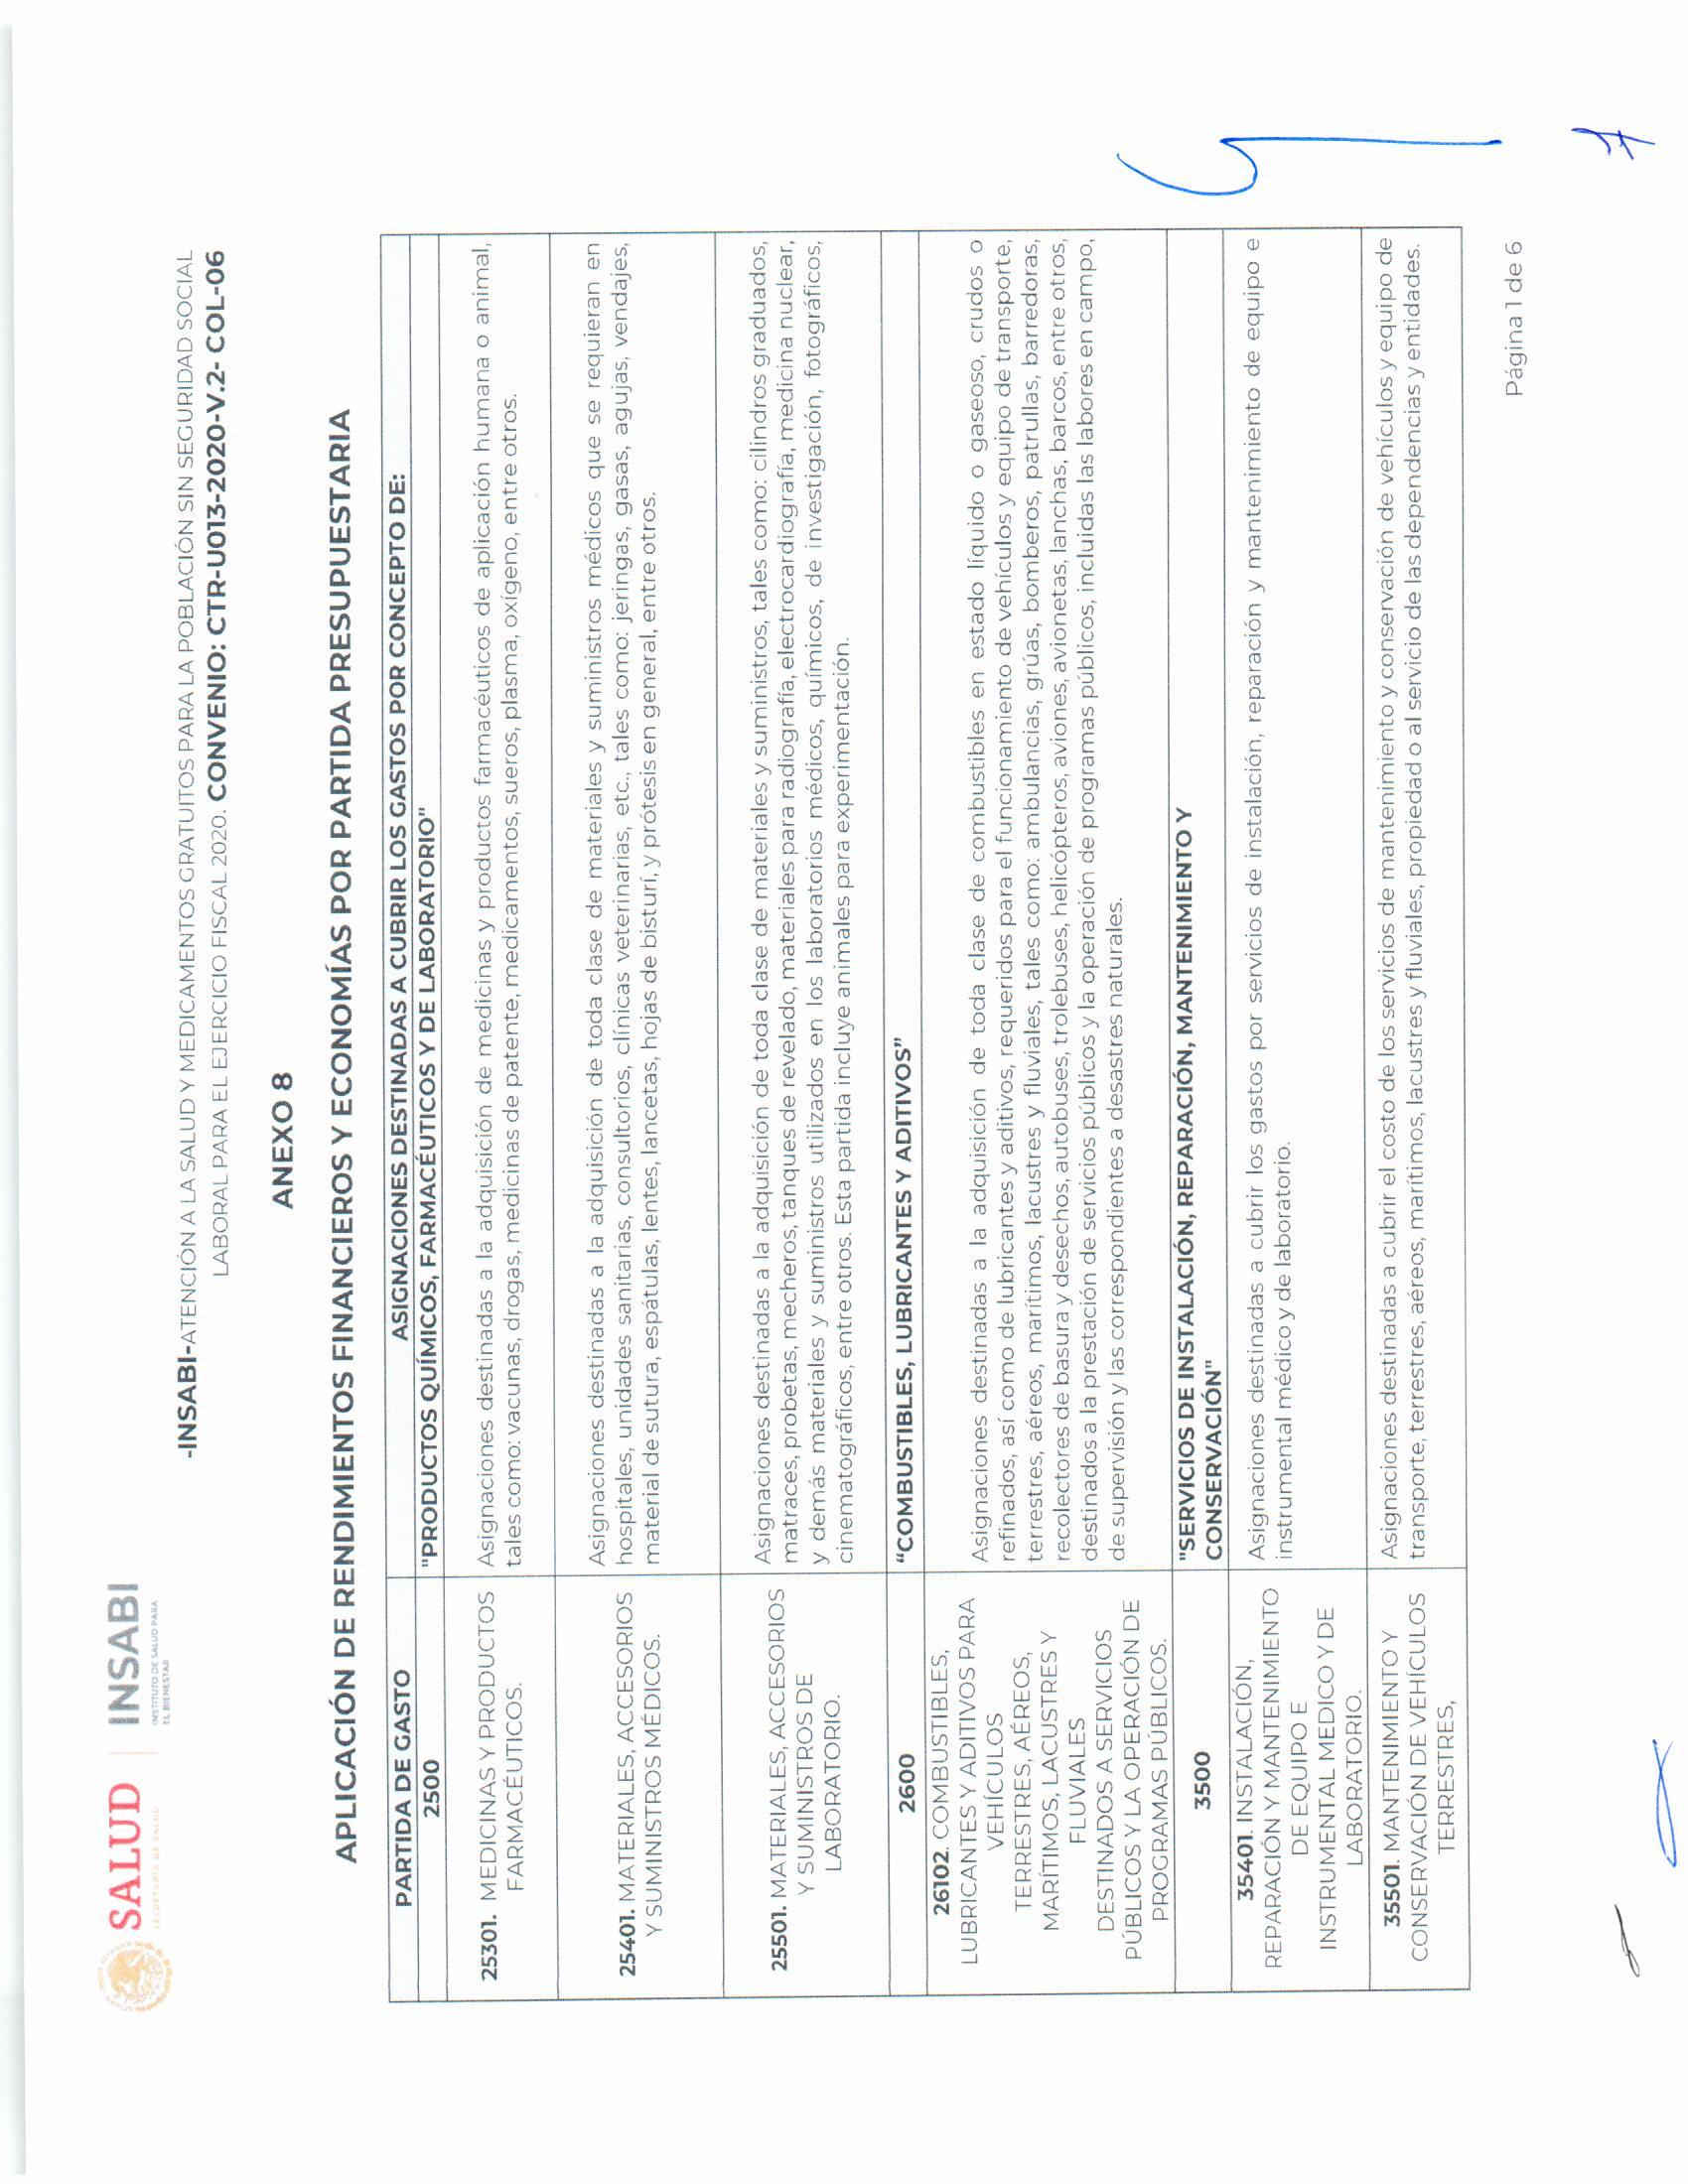 SALUD
SECRETARÍA DE SALUD
INSABI
INSTITUTO DE SALUD PARA
EL BIENESTAR
-INSABI-ATENCIÓN A LA SALUD Y MEDICAMENTOS GRATUITOS PARA LA POBLACIÓN SIN SEGURIDAD SOCIAL
LABORAL PARA EL EJERCICIO FISCAL 2020. CONVENIO: CTR-U013-2020-V.2- COL-06
ANEXO 8
APLICACIÓN DE RENDIMIENTOS FINANCIEROS Y ECONOMÍAS POR PARTIDA PRESUPUESTARIA
PARTIDA DE GASTO
ASIGNACIONES DESTINADAS A CUBRIR LOS GASTOS POR CONCEPTO DE:
2500
"PRODUCTOS QUÍMICOS, FARMACÉUTICOS Y DE LABORATORIO"
25301. MEDICINAS Y PRODUCTOS
FARMACÉUTICOS.
Asignaciones destinadas a la adquisición de medicinas y productos farmacéuticos de aplicación humana o animal,
tales como: vacunas, drogas, medicinas de patente, medicamentos, sueros, plasma, oxígeno, entre otros.
25401. MATERIALES, ACCESORIOS
Y SUMINISTROS MÉDICOS.
Asignaciones destinadas a la adquisición de toda clase de materiales y suministros médicos que se requieran en
hospitales, unidades sanitarias, consultorios, clínicas veterinarias, etc., tales como: jeringas, gasas, agujas, vendajes,
material de sutura, espátulas, lentes, lancetas, hojas de bisturí, y prótesis en general, entre otros.
25501. MATERIALES, ACCESORIOS
Y SUMINISTROS DE
LABORATORIO.
Asignaciones destinadas a la adquisición de toda clase de materiales y suministros, tales como: cilindros graduados,
matraces, probetas, mecheros, tanques de revelado, materiales para radiografía, electrocardiografía, medicina nuclear,
y demás materiales y suministros utilizados en los laboratorios médicos, químicos, de investigación, fotográficos,
cinematográficos, entre otros. Esta partida incluye animales para experimentación.
2600
“COMBUSTIBLES, LUBRICANTES Y ADITIVOS”
26102. COMBUSTIBLES,
LUBRICANTES Y ADITIVOS PARA
VEHÍCULOS
TERRESTRES, AÉREOS,
MARÍTIMOS, LACUSTRES Y
FLUVIALES
DESTINADOS A SERVICIOS
PÚBLICOS Y LA OPERACIÓN DE
PROGRAMAS PÚBLICOS.
Asignaciones destinadas a la adquisición de toda clase de combustibles en estado líquido o gaseoso, crudos o
refinados, así como de lubricantes y aditivos, requeridos para el funcionamiento de vehículos y equipo de transporte,
terrestres, aéreos, marítimos, lacustres y fluviales, tales como: ambulancias, grúas, bomberos, patrullas, barredoras,
recolectores de basura y desechos, autobuses, trolebuses, helicópteros, aviones, avionetas, lanchas, barcos, entre otros,
destinados a la prestación de servicios públicos y la operación de programas públicos, incluidas las labores en campo,
de supervisión y las correspondientes a desastres naturales.
3500
"SERVICIOS DE INSTALACIÓN, REPARACIÓN, MANTENIMIENTO Y
CONSERVACIÓN"
35401. INSTALACIÓN,
REPARACIÓN Y MANTENIMIENTO
DE EQUIPO E
INSTRUMENTAL MEDICO Y DE
LABORATORIO.
Asignaciones destinadas a cubrir los gastos por servicios de instalación, reparación y mantenimiento de equipo e
instrumental médico y de laboratorio.
35501. MANTENIMIENTO Y
CONSERVACIÓN DE VEHÍCULOS
TERRESTRES,
Asignaciones destinadas a cubrir el costo de los servicios de mantenimiento y conservación de vehículos y equipo de
transporte, terrestres, aéreos, marítimos, lacustres y fluviales, propiedad o al servicio de las dependencias y entidades.
Página 1 de 6